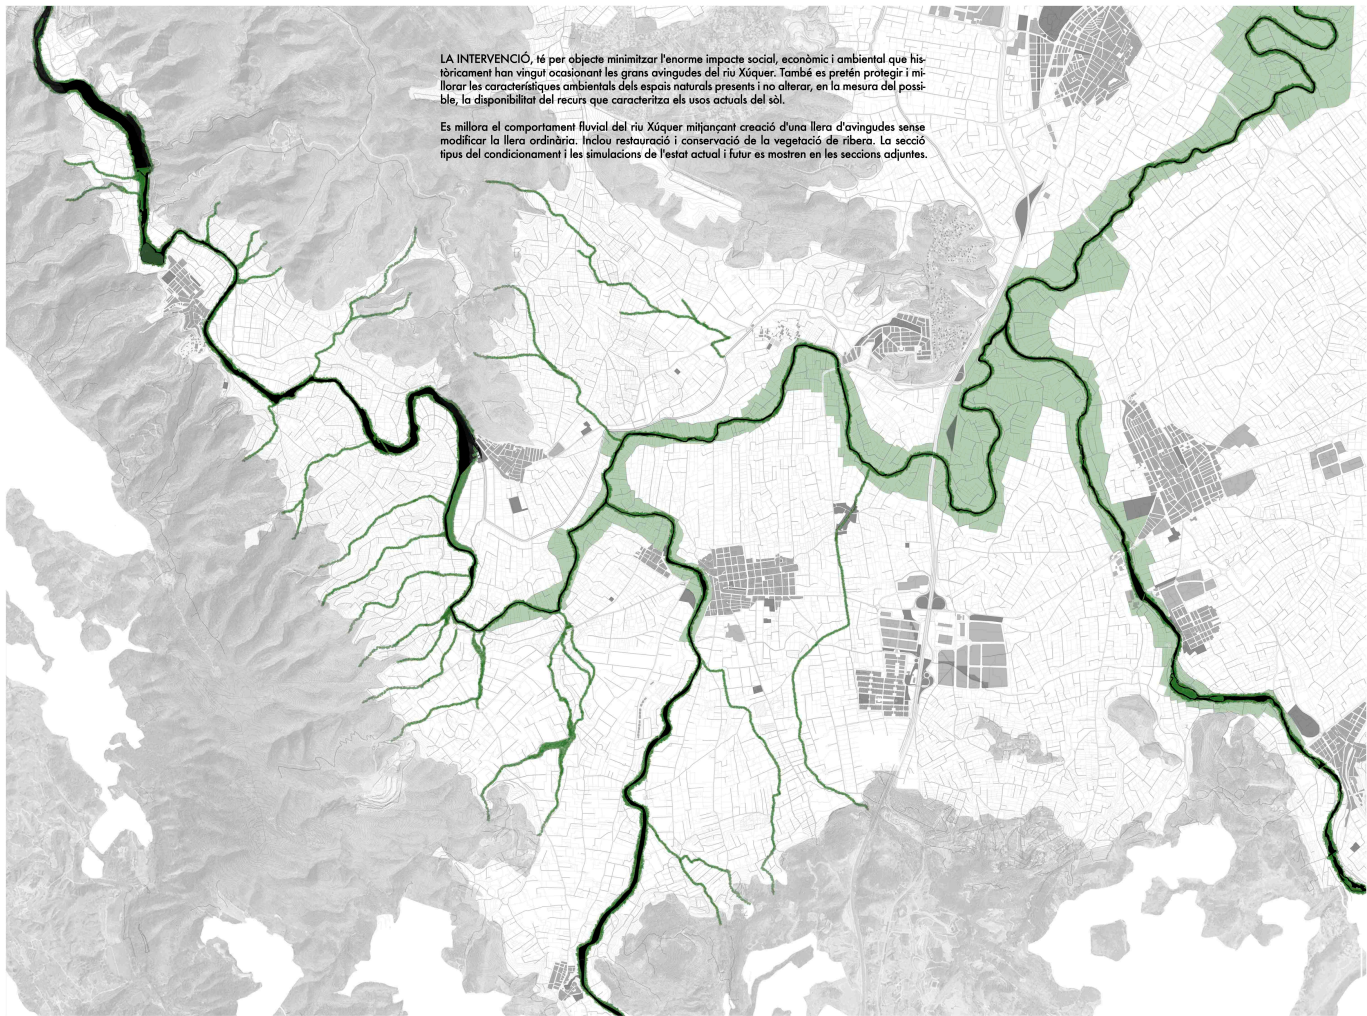 LA INTERVENCIÓ, té per objecte minimitzar l'enorme impacte social, econòmic i ambiental que his-
tòricament han vingut ocasionant les grans avingudes del riu Xúquer. També es pretén protegir i mi-
llorar les característiques ambientals dels espais naturals presents i no alterar, en la mesura del possi-
ble, la disponibilitat del recurs que caracteritza els usos actuals del sòl.
Es millora el comportament fluvial del riu Xúquer mitjançant creació d'una llera d'avingudes sense
modificar la llera ordinària. Inclou restauració i conservació de la vegetació de ribera. La secció
tipus del condicionament i les simulacions de l'estat actual i futur es mostren en les seccions adjuntes.